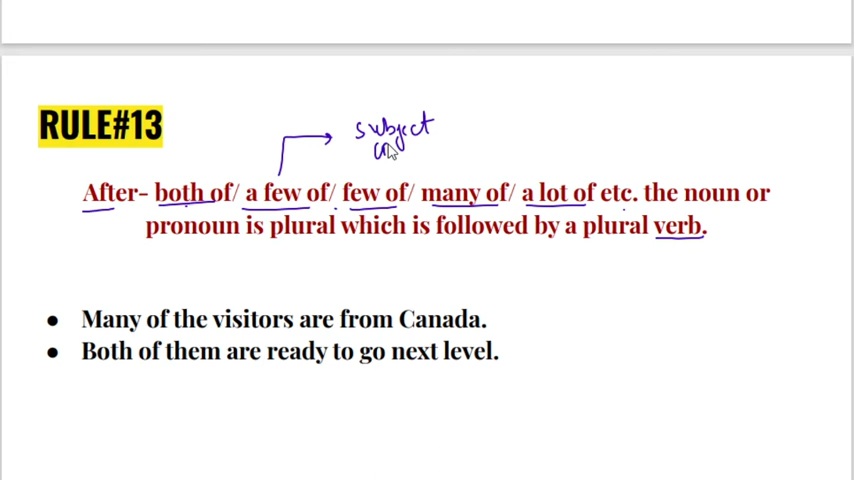 RULE#13
subject
After- both of/ a few of/ few of/ many of/ a lot of etc. the noun or
pronoun is plural which is followed by a plural verb.
● Many of the visitors are from Canada.
● Both of them are ready to go next level.